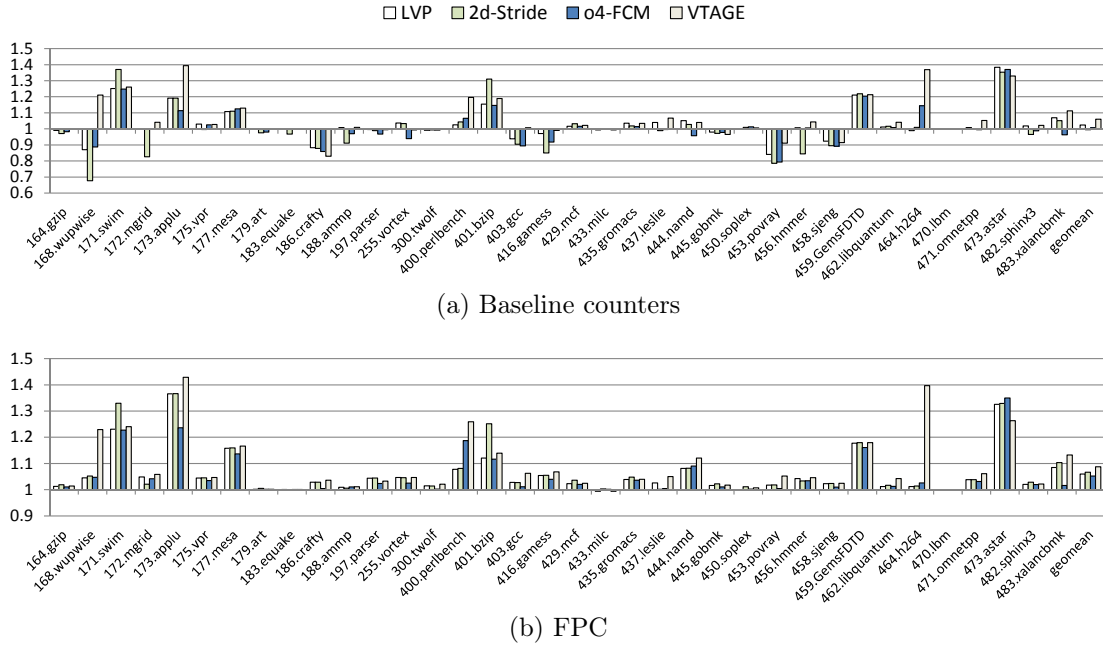 LVP 2d-Stride o4-FCM VTAGE
1.5
1.4
1.3
1.2
1.1
1
0.9
0.8
0.7
0.6
164.gzip
168.wupwise
171.swim
172.mgrid
173.applu
175.vpr
177.mesa
179.art
183.equake
186.crafty
188.ammp
197.parser
255.vortex
300.twolf
400.perlbench
401.bzip
403.gcc
416.gamess
429.mcf
433.milc
435.gromacs
437.leslie
444.namd
445.gobmk
450.soplex
453.povray
456.hmmer
458.sjeng
459.GemsFDTD
462.libquantum
464.h264
470.lbm
471.omnetpp
473.astar
482.sphinx3
483.xalancbmk
geomean
(a) Baseline counters
1.5
1.4
1.3
1.2
1.1
1
0.9
164.gzip
168.wupwise
171.swim
172.mgrid
173.applu
175.vpr
177.mesa
179.art
183.equake
186.crafty
188.ammp
197.parser
255.vortex
300.twolf
400.perlbench
401.bzip
403.gcc
416.gamess
429.mcf
433.milc
435.gromacs
437.leslie
444.namd
445.gobmk
450.soplex
453.povray
456.hmmer
458.sjeng
459.GemsFDTD
462.libquantum
464.h264
470.lbm
471.omnetpp
473.astar
482.sphinx3
483.xalancbmk
geomean
(b) FPC